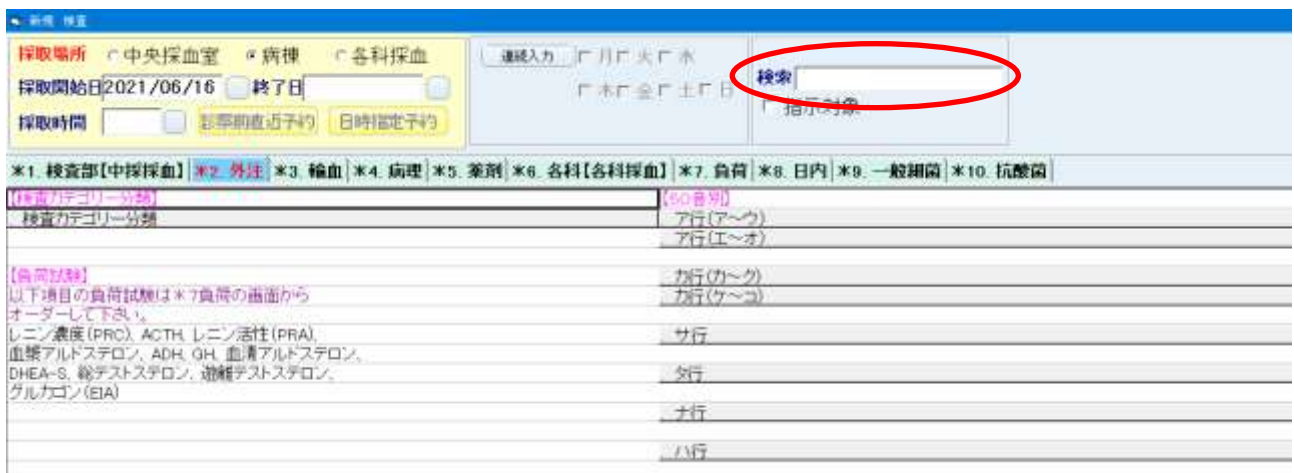 新規 検査
採取場所 中央採血室 病棟 各科採血
採取開始日 2021/06/16 終了日
採取時間 診察前直近予約 日時指定予約
連続入力 月 火 水
木 金 土 日
検索
指示対象
*1. 検査部【中採採血】 *2. 外注 *3. 輸血 *4. 病理 *5. 薬剤 *6. 各科【各科採血】 *7. 負荷 *8. 日内 *9. 一般細菌 *10. 抗酸菌
【検査カテゴリー分類】
検査カテゴリー分類
【負荷試験】
以下項目の負荷試験は*7負荷の画面から
オーダーして下さい。
レニン濃度(PRC)、ACTH、レニン活性(PRA)、
血漿アルドステロン、ADH、GH、血清アルドステロン、
DHEA-S、総テストステロン、遊離テストステロン、
グルカゴン(EIA)
【50音別】
ア行(ア～ウ)
ア行(エ～オ)
カ行(カ～ク)
カ行(ケ～コ)
サ行
タ行
ナ行
ハ行